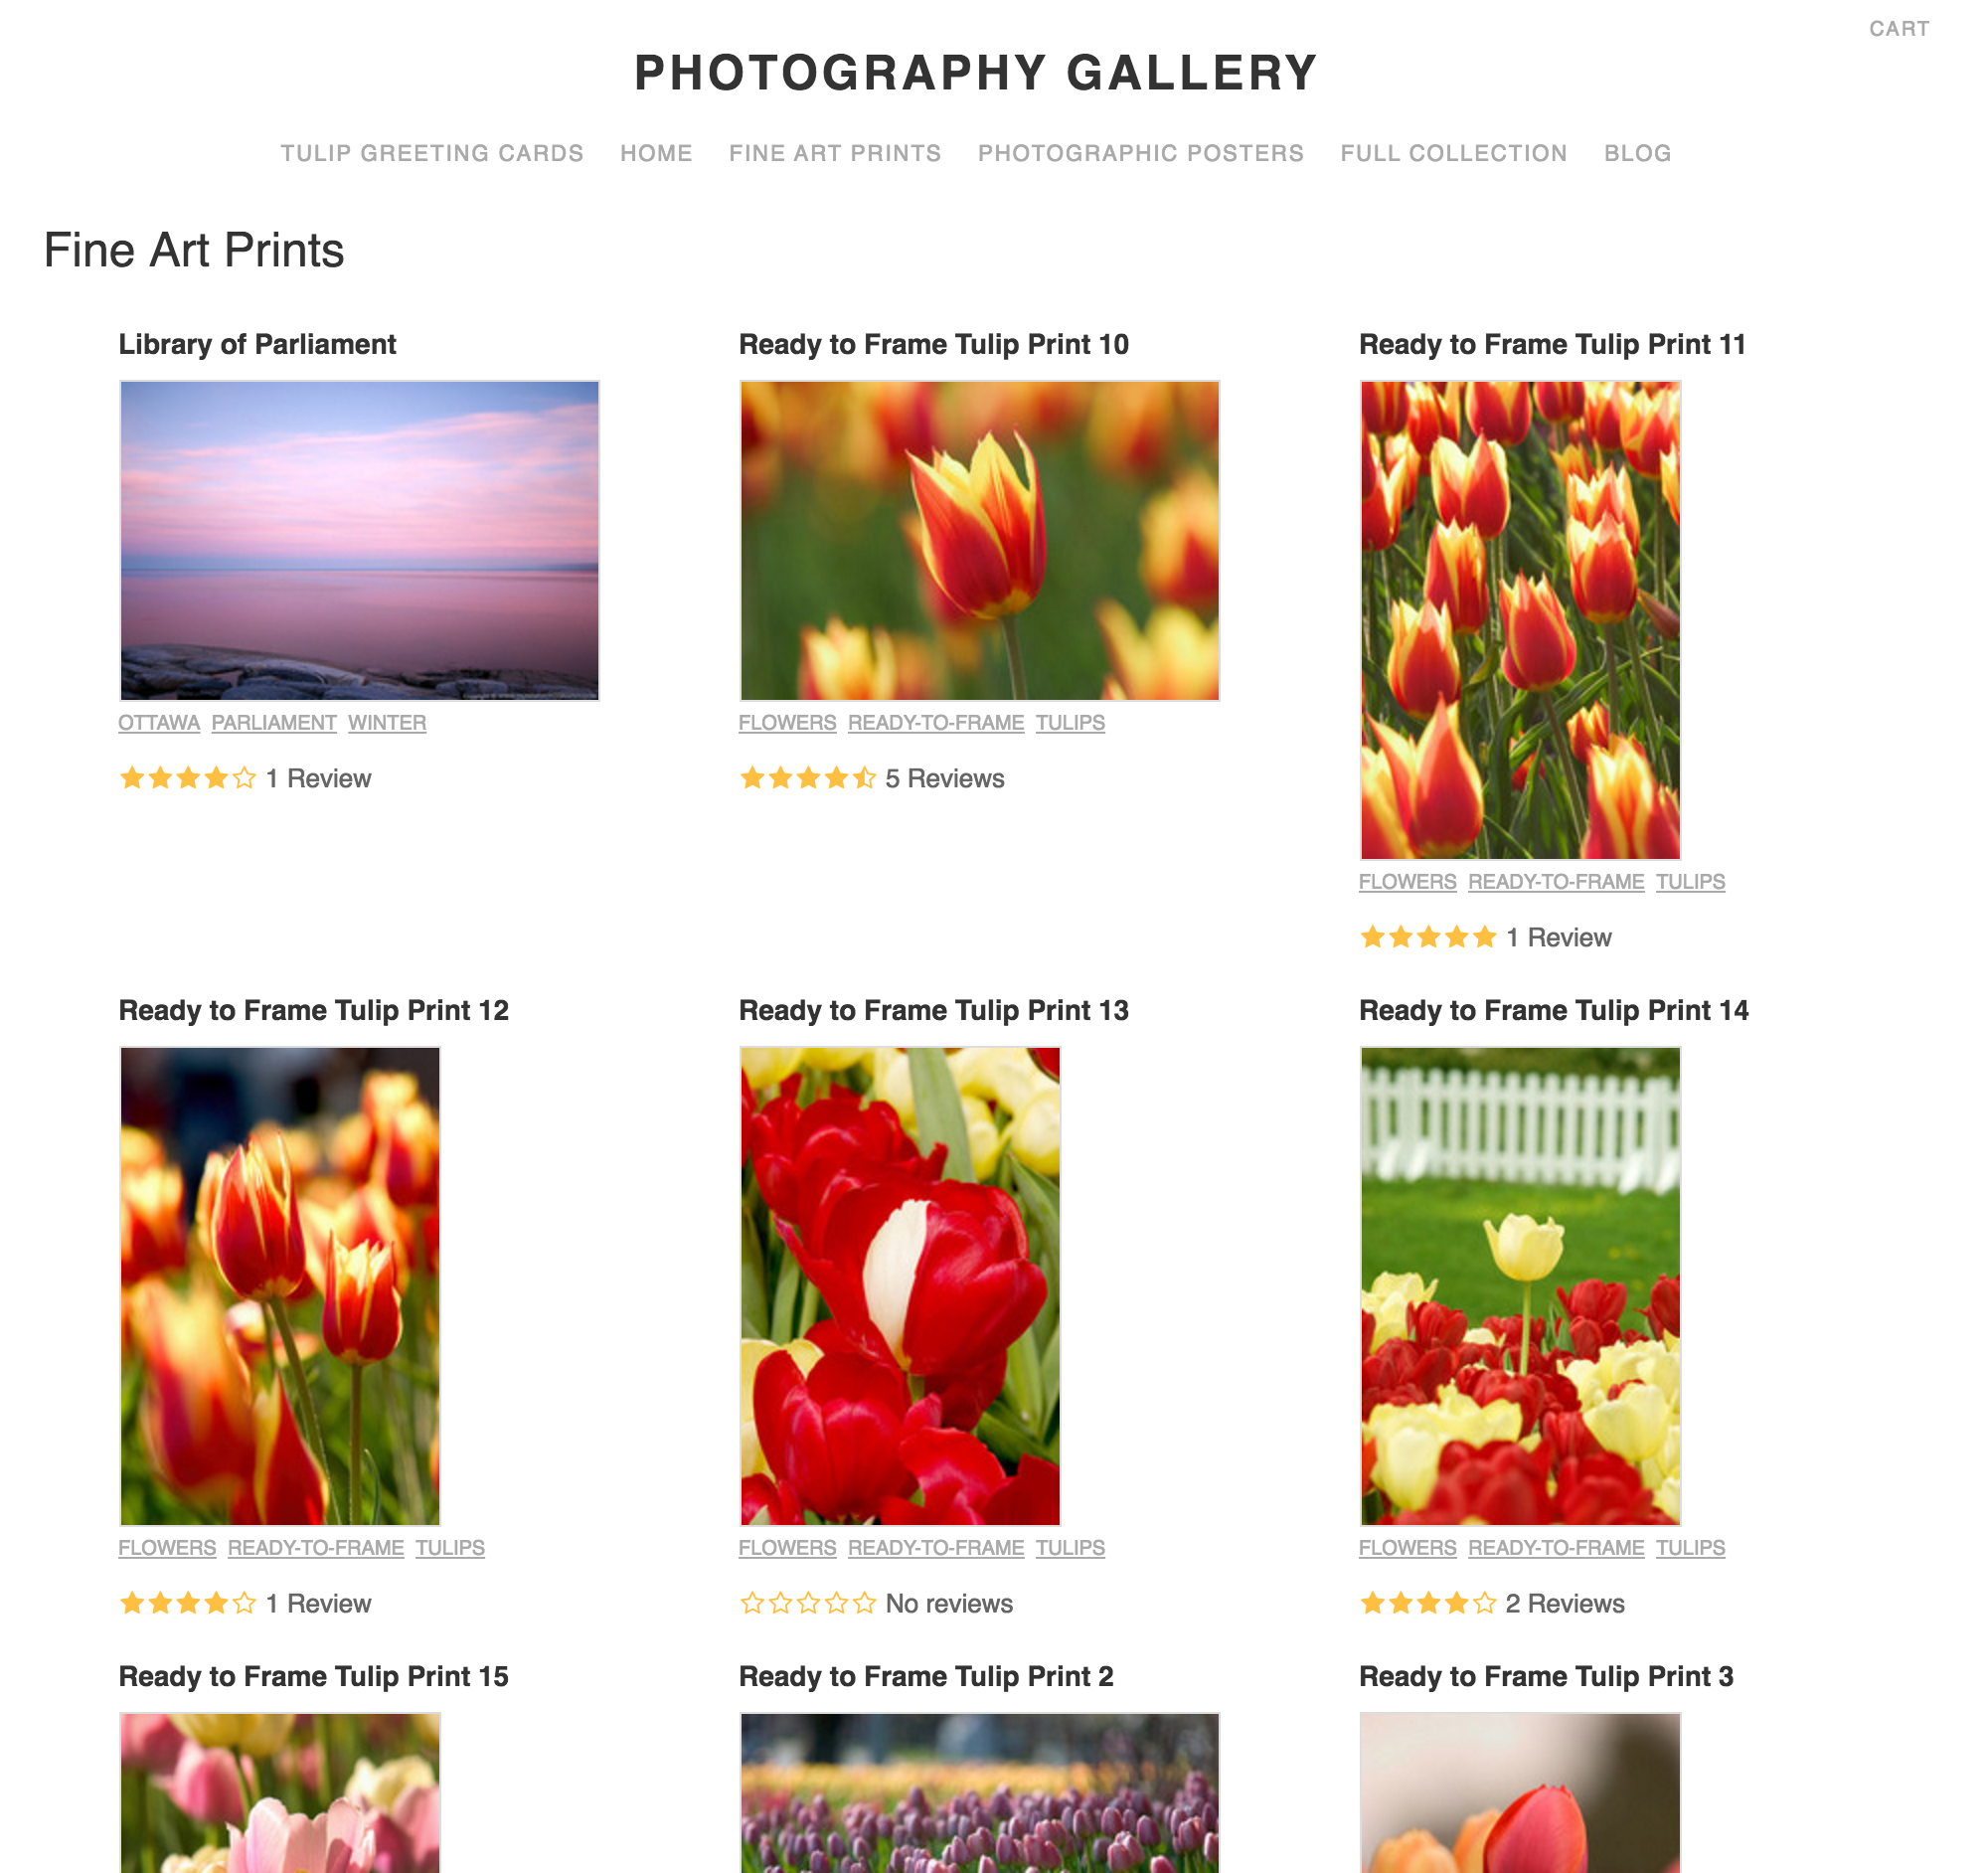 CART
PHOTOGRAPHY GALLERY
TULIP GREETING CARDS HOME FINE ART PRINTS PHOTOGRAPHIC POSTERS FULL COLLECTION BLOG
Fine Art Prints
Library of Parliament
OTTAWA PARLIAMENT WINTER
1 Review
Ready to Frame Tulip Print 10
FLOWERS READY-TO-FRAME TULIPS
5 Reviews
Ready to Frame Tulip Print 11
FLOWERS READY-TO-FRAME TULIPS
1 Review
Ready to Frame Tulip Print 12
FLOWERS READY-TO-FRAME TULIPS
1 Review
Ready to Frame Tulip Print 13
FLOWERS READY-TO-FRAME TULIPS
No reviews
Ready to Frame Tulip Print 14
FLOWERS READY-TO-FRAME TULIPS
2 Reviews
Ready to Frame Tulip Print 15
Ready to Frame Tulip Print 2
Ready to Frame Tulip Print 3